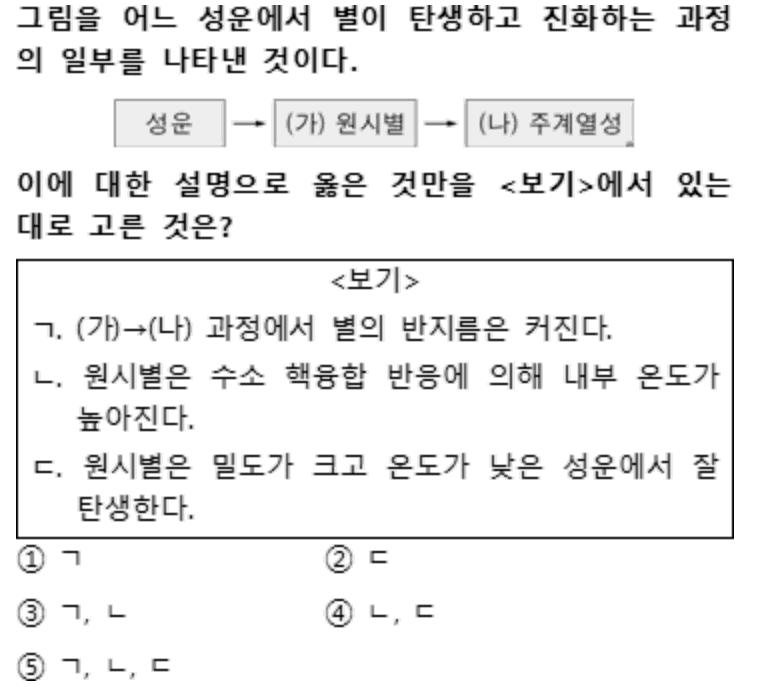 그림을 어느 성운에서 별이 탄생하고 진화하는 과정
의 일부를 나타낸 것이다.
성운 → (가) 원시별 → (나) 주계열성
이에 대한 설명으로 옳은 것만을 <보기>에서 있는
대로 고른 것은?
<보기>
ㄱ. (가)→(나) 과정에서 별의 반지름은 커진다.
ㄴ. 원시별은 수소 핵융합 반응에 의해 내부 온도가
높아진다.
ㄷ. 원시별은 밀도가 크고 온도가 낮은 성운에서 잘
탄생한다.
① ㄱ ② ㄷ
③ ㄱ, ㄴ ④ ㄴ, ㄷ
⑤ ㄱ, ㄴ, ㄷ